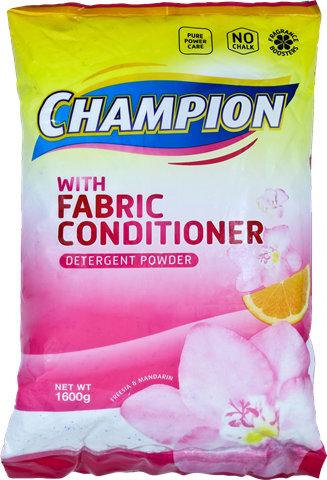 PURE
POWER
CARE
NO
CHALK
FRAGRANCE
BOOSTERS
CHAMPION
WITH
FABRIC
CONDITIONER
DETERGENT POWDER
NET WT
1600g
FREESIA & MANDARIN